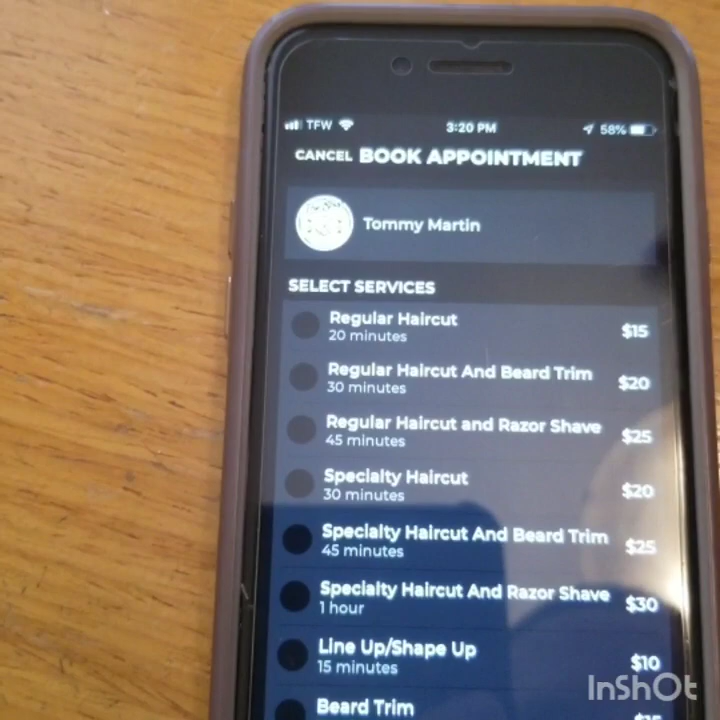 TFW 3:20 PM 58%
CANCEL BOOK APPOINTMENT
Tommy Martin
SELECT SERVICES
Regular Haircut $15
20 minutes
Regular Haircut And Beard Trim $20
30 minutes
Regular Haircut and Razor Shave $25
45 minutes
Specialty Haircut $20
30 minutes
Specialty Haircut And Beard Trim $25
45 minutes
Specialty Haircut And Razor Shave $30
1 hour
Line Up/Shape Up $10
15 minutes
Beard Trim
InShOt